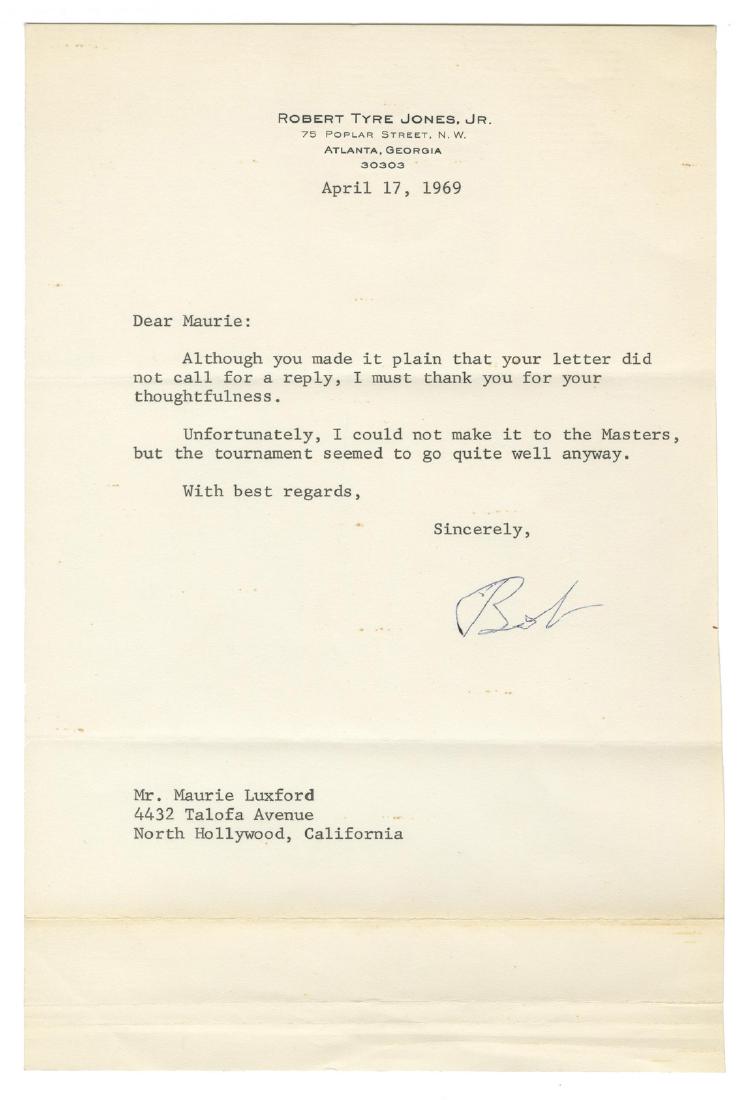 ROBERT TYRE JONES, JR.
75 POPLAR STREET, N.W.
ATLANTA, GEORGIA
30303
April 17, 1969
Dear Maurie:
Although you made it plain that your letter did
not call for a reply, I must thank you for your
thoughtfulness.
Unfortunately, I could not make it to the Masters,
but the tournament seemed to go quite well anyway.
With best regards,
Sincerely,
Bob
Mr. Maurie Luxford
4432 Talofa Avenue
North Hollywood, California